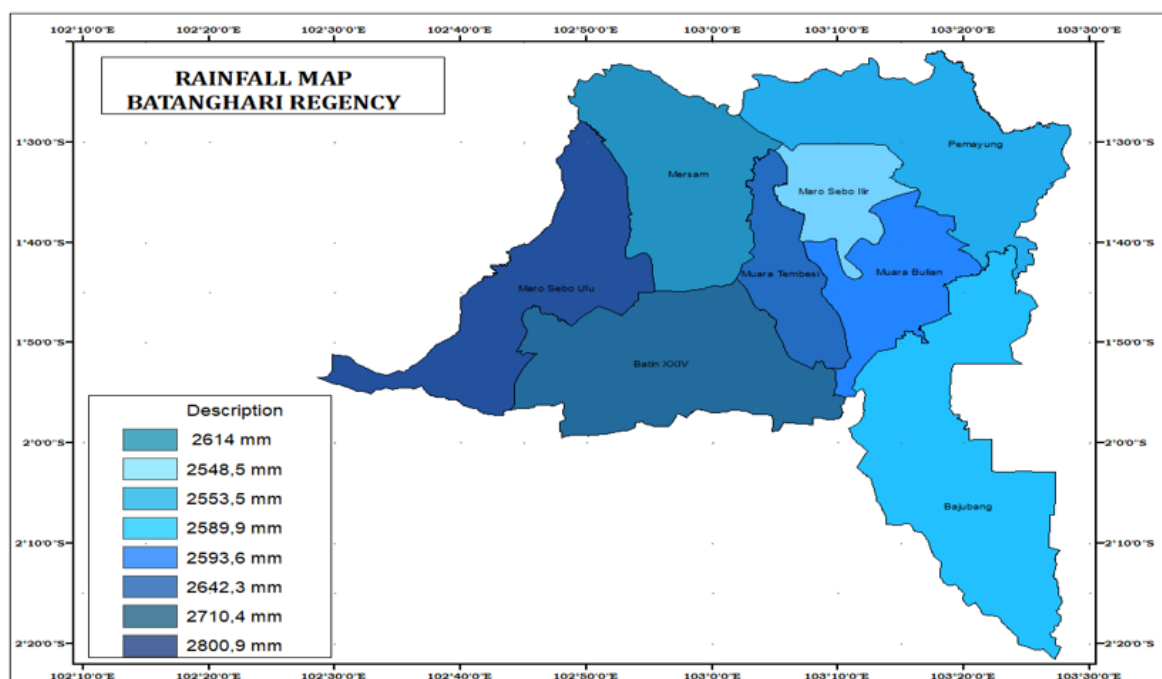 102°10'0"E 102°20'0"E 102°30'0"E 102°40'0"E 102°50'0"E 103°0'0"E 103°10'0"E 103°20'0"E 103°30'0"E
RAINFALL MAP
BATANGHARI REGENCY
1°30'0"S 1°30'0"S
Pemayung
Mersam
Maro Sebo Ilir
1°40'0"S 1°40'0"S
Muara Tembesi
Muara Bulian
Maro Sebo Ulu
1°50'0"S 1°50'0"S
Batin XXIV
Description
2614 mm
2548,5 mm
2553,5 mm
2589,9 mm
2593,6 mm
2642,3 mm
2710,4 mm
2800,9 mm
2°0'0"S 2°0'0"S
Bajubang
2°10'0"S 2°10'0"S
2°20'0"S 2°20'0"S
102°10'0"E 102°20'0"E 102°30'0"E 102°40'0"E 102°50'0"E 103°0'0"E 103°10'0"E 103°20'0"E 103°30'0"E